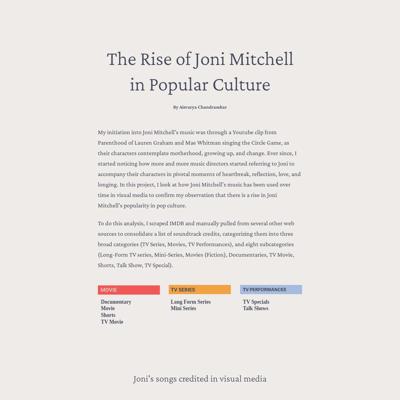 The Rise of Joni Mitchell
in Popular Culture
By Aiswarya Chandramohan
My initiation into Joni Mitchell's music was through a Youtube clip from
Parenthood of Lauren Graham and Mae Whitman singing the Circle Game, as
their characters contemplate motherhood, growing up, and change. Ever since, I
started noticing how more and more music directors started referring to Joni to
accompany their characters in pivotal moments of heartbreak, reflection, love, and
longing. In this project, I look at how Joni Mitchell's music has been used over
time in visual media to confirm my observation that there is a rise in Joni
Mitchell's popularity in pop culture.
To do this analysis, I scraped IMDB and manually pulled from several other web
sources to consolidate a list of soundtrack credits, categorizing them into three
broad categories (TV Series, Movies, TV Performances), and eight subcategories
(Long-Form TV series, Mini-Series, Movies (Fiction), Documentaries, TV Movie,
Shorts, Talk Show, TV Special).
MOVIE
Documentary
Movie
Shorts
TV Movie
TV SERIES
Long Form Series
Mini Series
TV PERFORMANCES
TV Specials
Talk Shows
Joni's songs credited in visual media